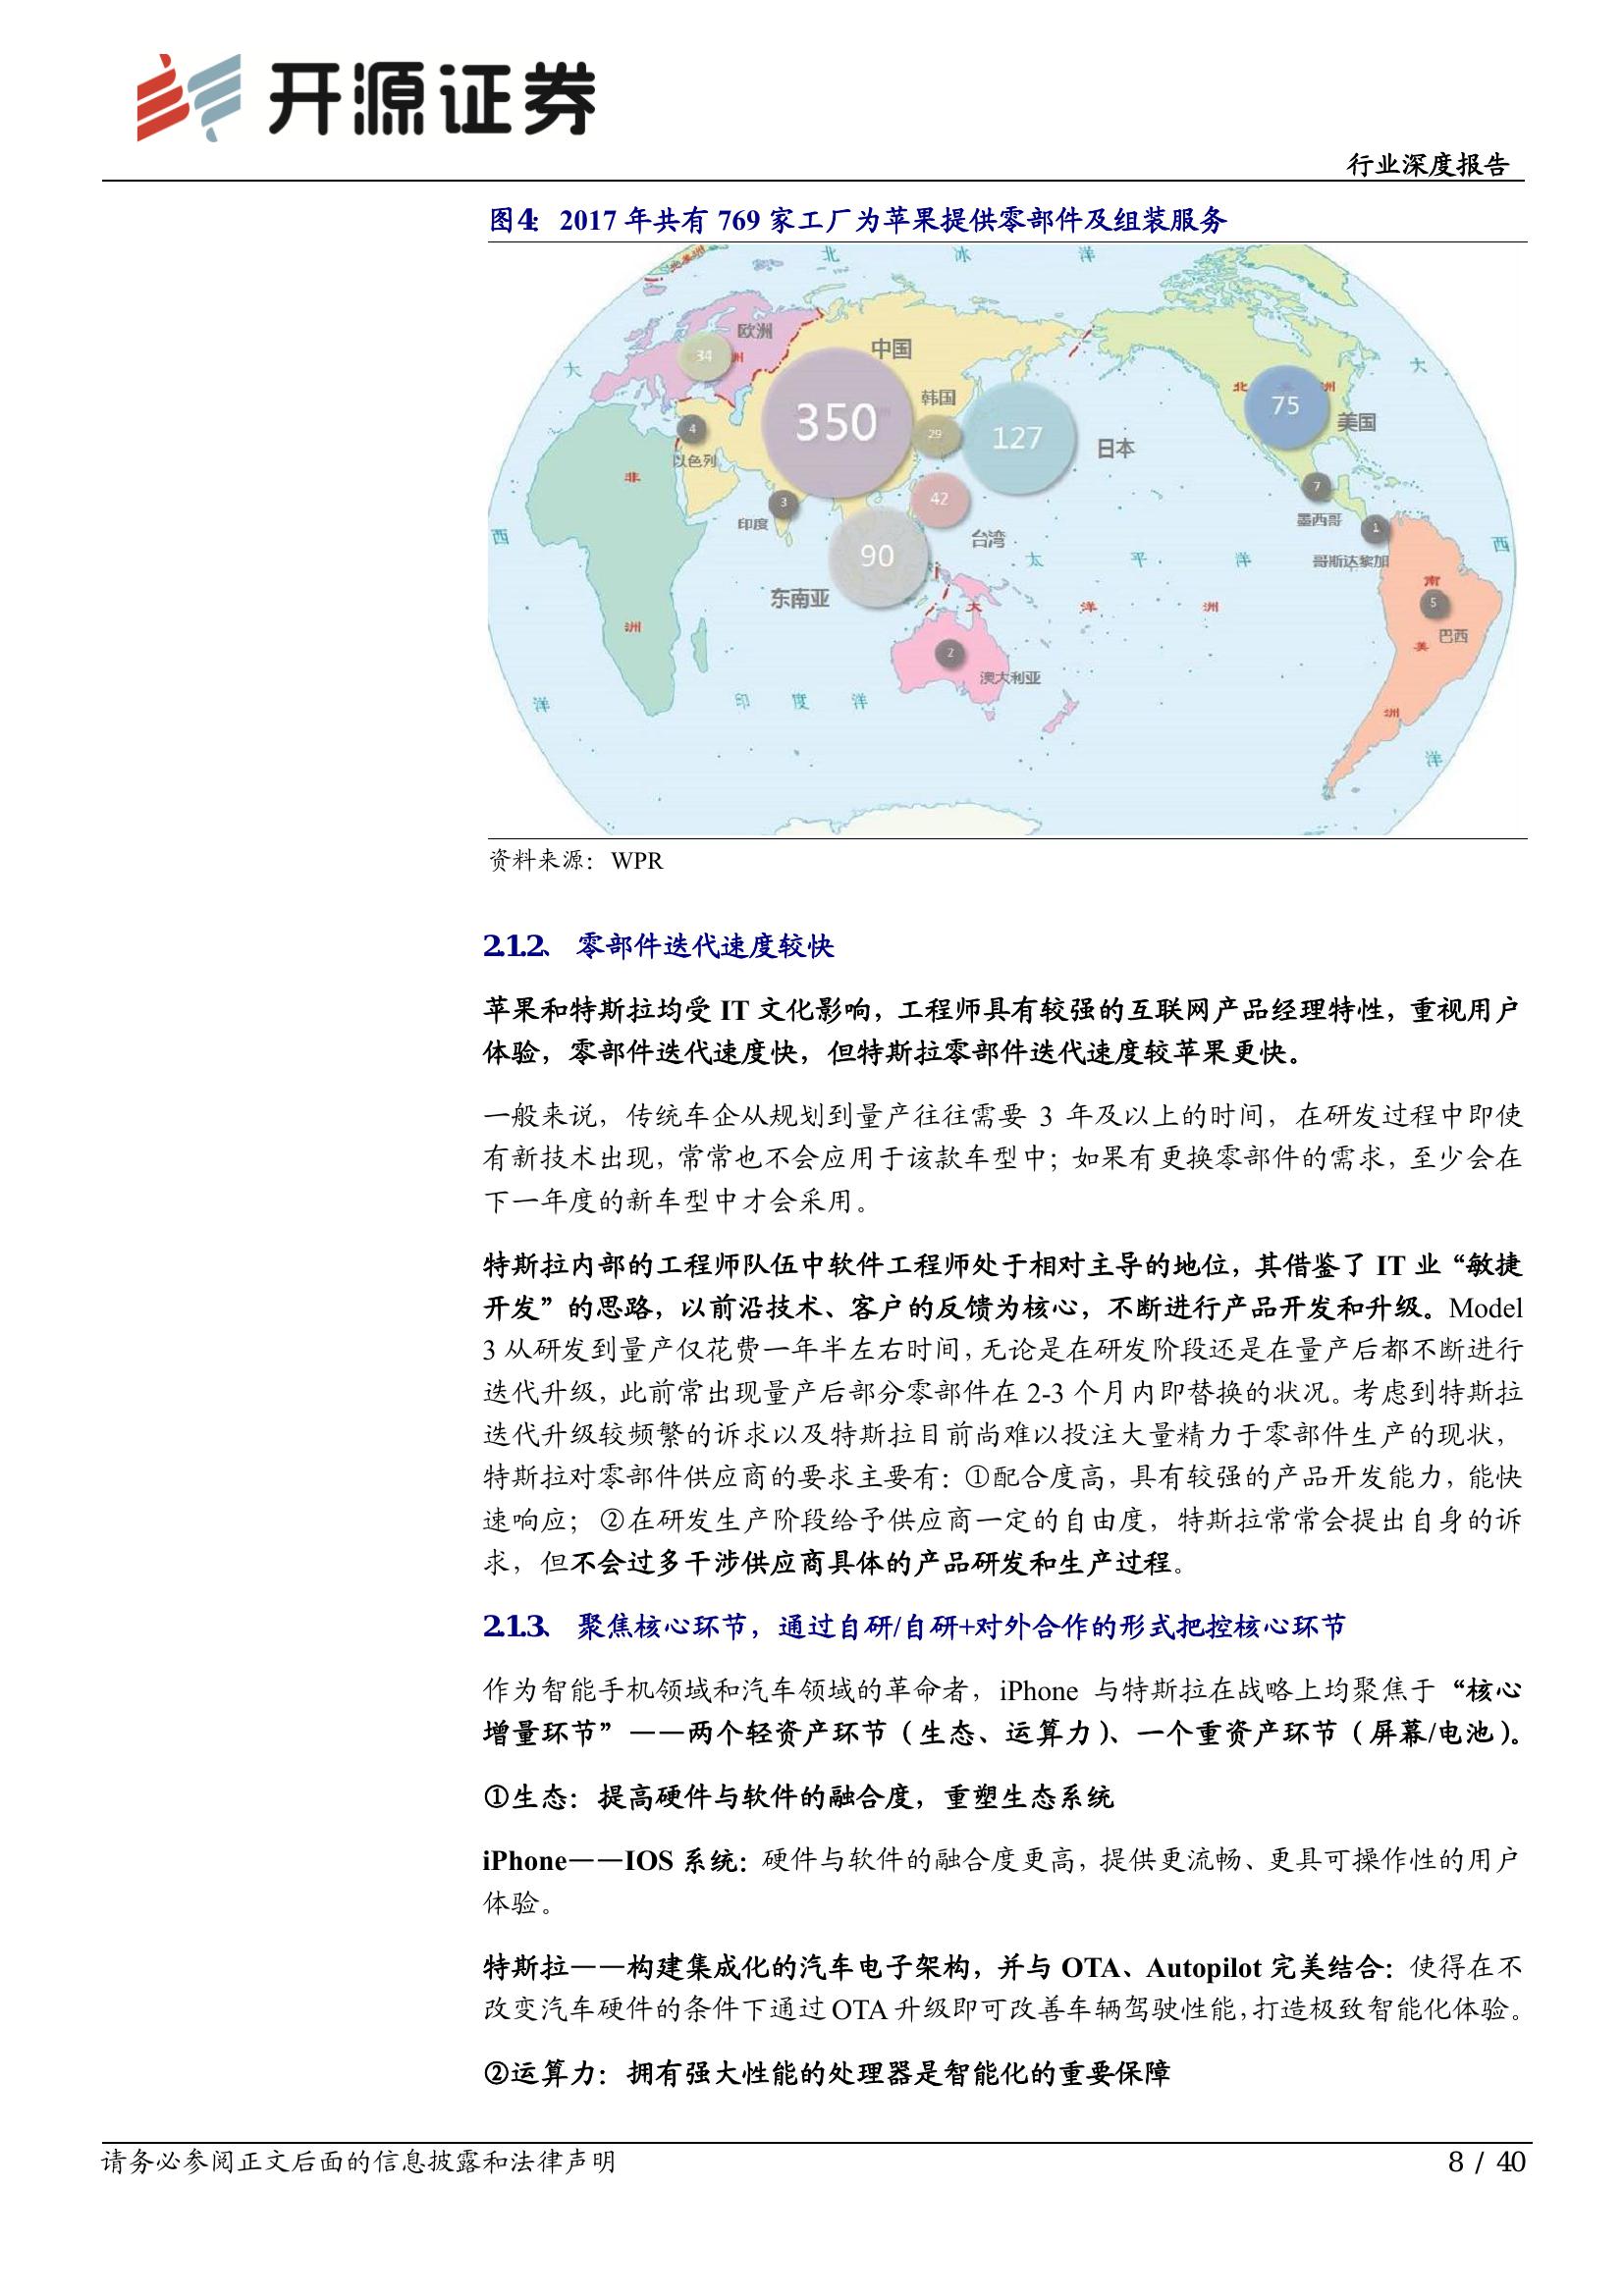 开源证券
行业深度报告
图4： 2017 年共有 769 家工厂为苹果提供零部件及组装服务
北 冰 洋
欧洲
34
洲
中国
大
大
350
韩国
29
127
日本
北 美 洲
75
美国
4
以色列
非
3
印度
42
台湾
7
墨西哥
1
哥斯达黎加
西
西
90
太 平 洋
东南亚
大 洋 洲
南
5
巴西
洲
美
2
澳大利亚
洋
印 度 洋
洲
洋
资料来源：WPR
2.1.2、 零部件迭代速度较快
苹果和特斯拉均受 IT 文化影响，工程师具有较强的互联网产品经理特性，重视用户
体验，零部件迭代速度快，但特斯拉零部件迭代速度较苹果更快。
一般来说，传统车企从规划到量产往往需要 3 年及以上的时间，在研发过程中即使
有新技术出现，常常也不会应用于该款车型中；如果有更换零部件的需求，至少会在
下一年度的新车型中才会采用。
特斯拉内部的工程师队伍中软件工程师处于相对主导的地位，其借鉴了 IT 业“敏捷
开发”的思路，以前沿技术、客户的反馈为核心，不断进行产品开发和升级。Model
3 从研发到量产仅花费一年半左右时间，无论是在研发阶段还是在量产后都不断进行
迭代升级，此前常出现量产后部分零部件在 2-3 个月内即替换的状况。考虑到特斯拉
迭代升级较频繁的诉求以及特斯拉目前尚难以投注大量精力于零部件生产的现状，
特斯拉对零部件供应商的要求主要有：①配合度高，具有较强的产品开发能力，能快
速响应；②在研发生产阶段给予供应商一定的自由度，特斯拉常常会提出自身的诉
求，但不会过多干涉供应商具体的产品研发和生产过程。
2.1.3、 聚焦核心环节，通过自研/自研+对外合作的形式把控核心环节
作为智能手机领域和汽车领域的革命者，iPhone 与特斯拉在战略上均聚焦于“核心
增量环节”——两个轻资产环节（生态、运算力）、一个重资产环节（屏幕/电池）。
①生态：提高硬件与软件的融合度，重塑生态系统
iPhone——IOS 系统：硬件与软件的融合度更高，提供更流畅、更具可操作性的用户
体验。
特斯拉——构建集成化的汽车电子架构，并与 OTA、Autopilot 完美结合：使得在不
改变汽车硬件的条件下通过 OTA 升级即可改善车辆驾驶性能，打造极致智能化体验。
②运算力：拥有强大性能的处理器是智能化的重要保障
请务必参阅正文后面的信息披露和法律声明
8 / 40